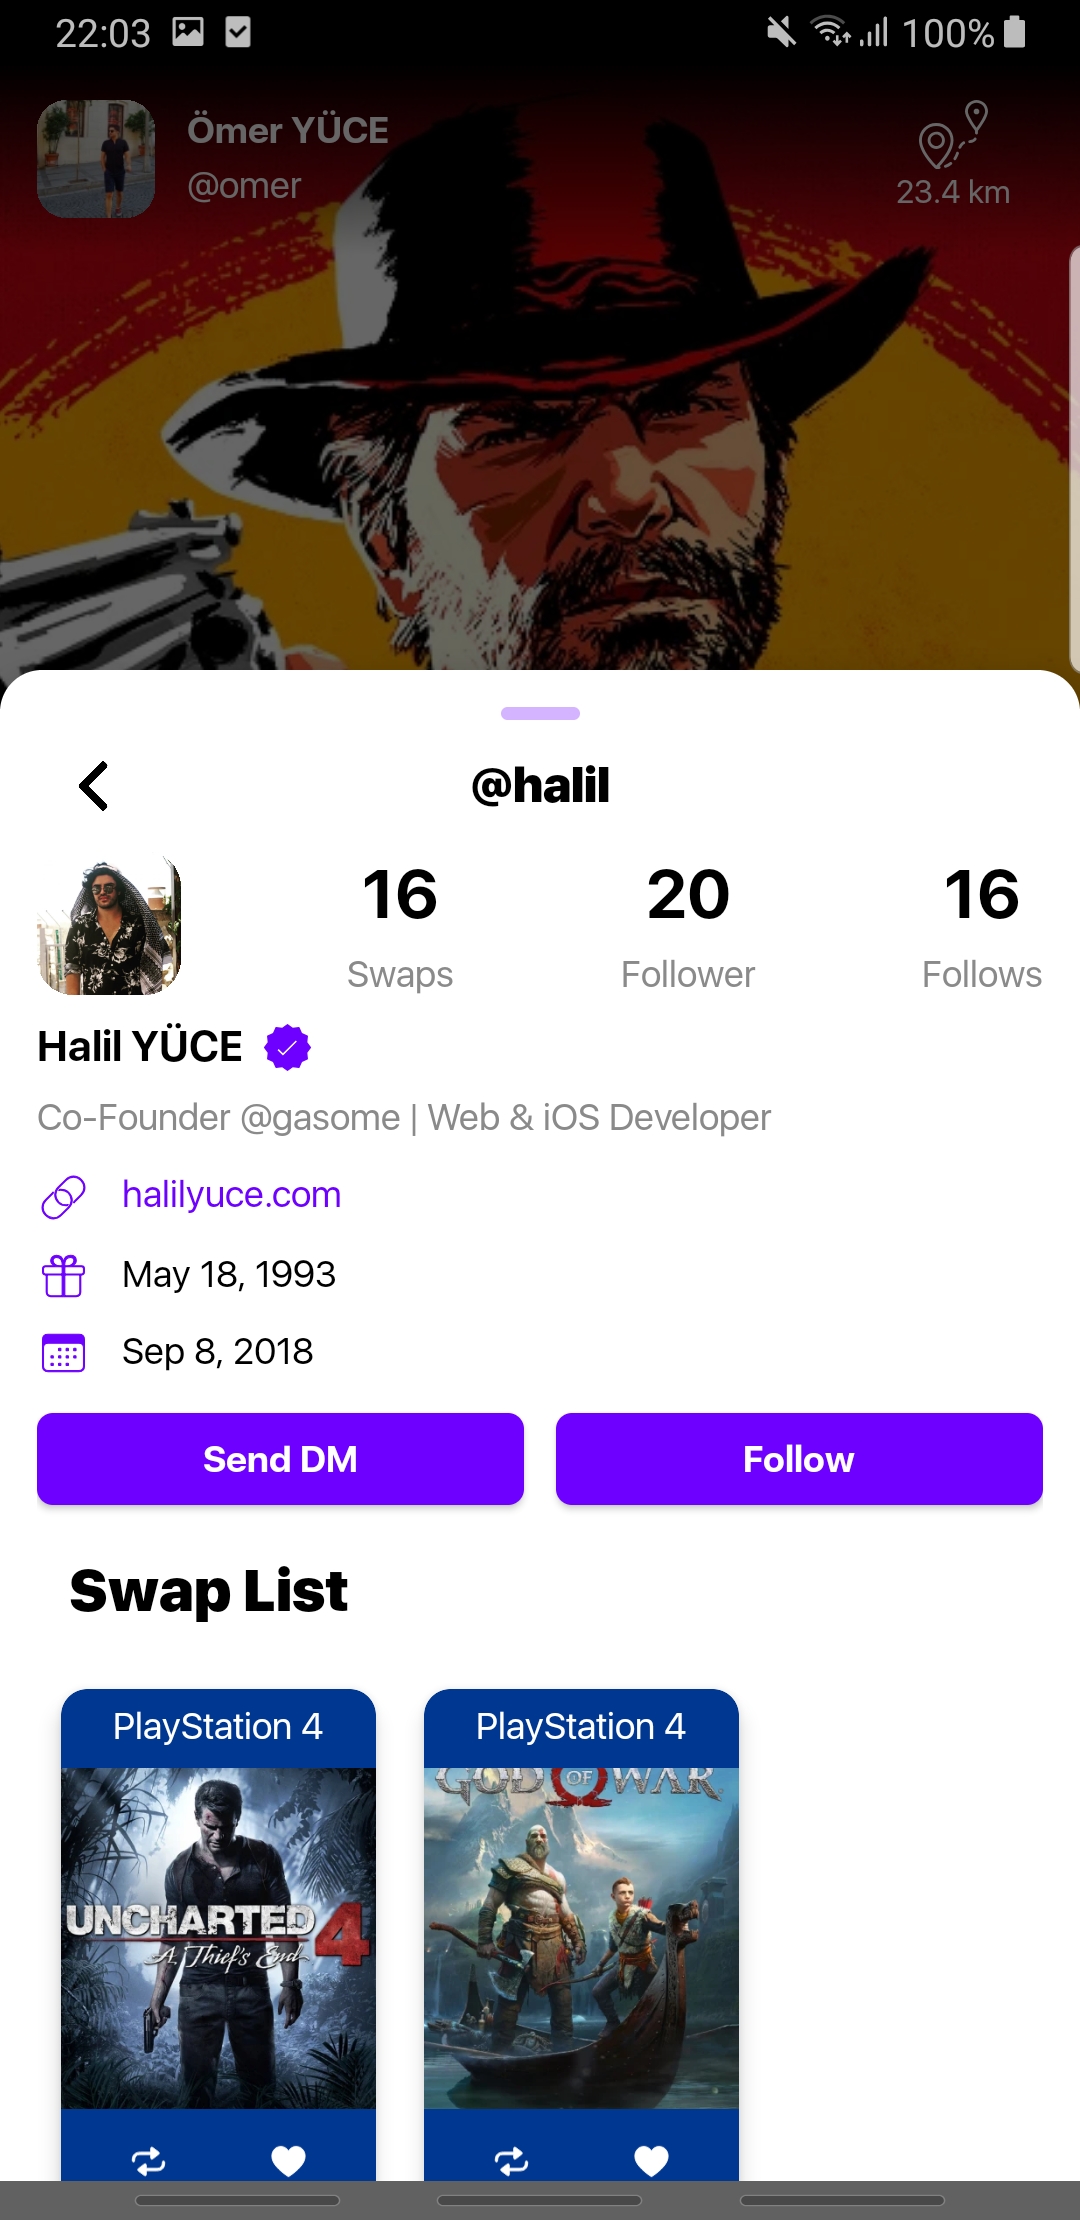 22:03
100%
Ömer YÜCE
@omer
23.4 km
@halil
16
20
16
Swaps
Follower
Follows
Halil YÜCE
Co-Founder @gasome | Web & iOS Developer
halilyuce.com
May 18, 1993
Sep 8, 2018
Send DM
Follow
Swap List
PlayStation 4
PlayStation 4
GOD OF WAR
UNCHARTED 4
A Thief's End